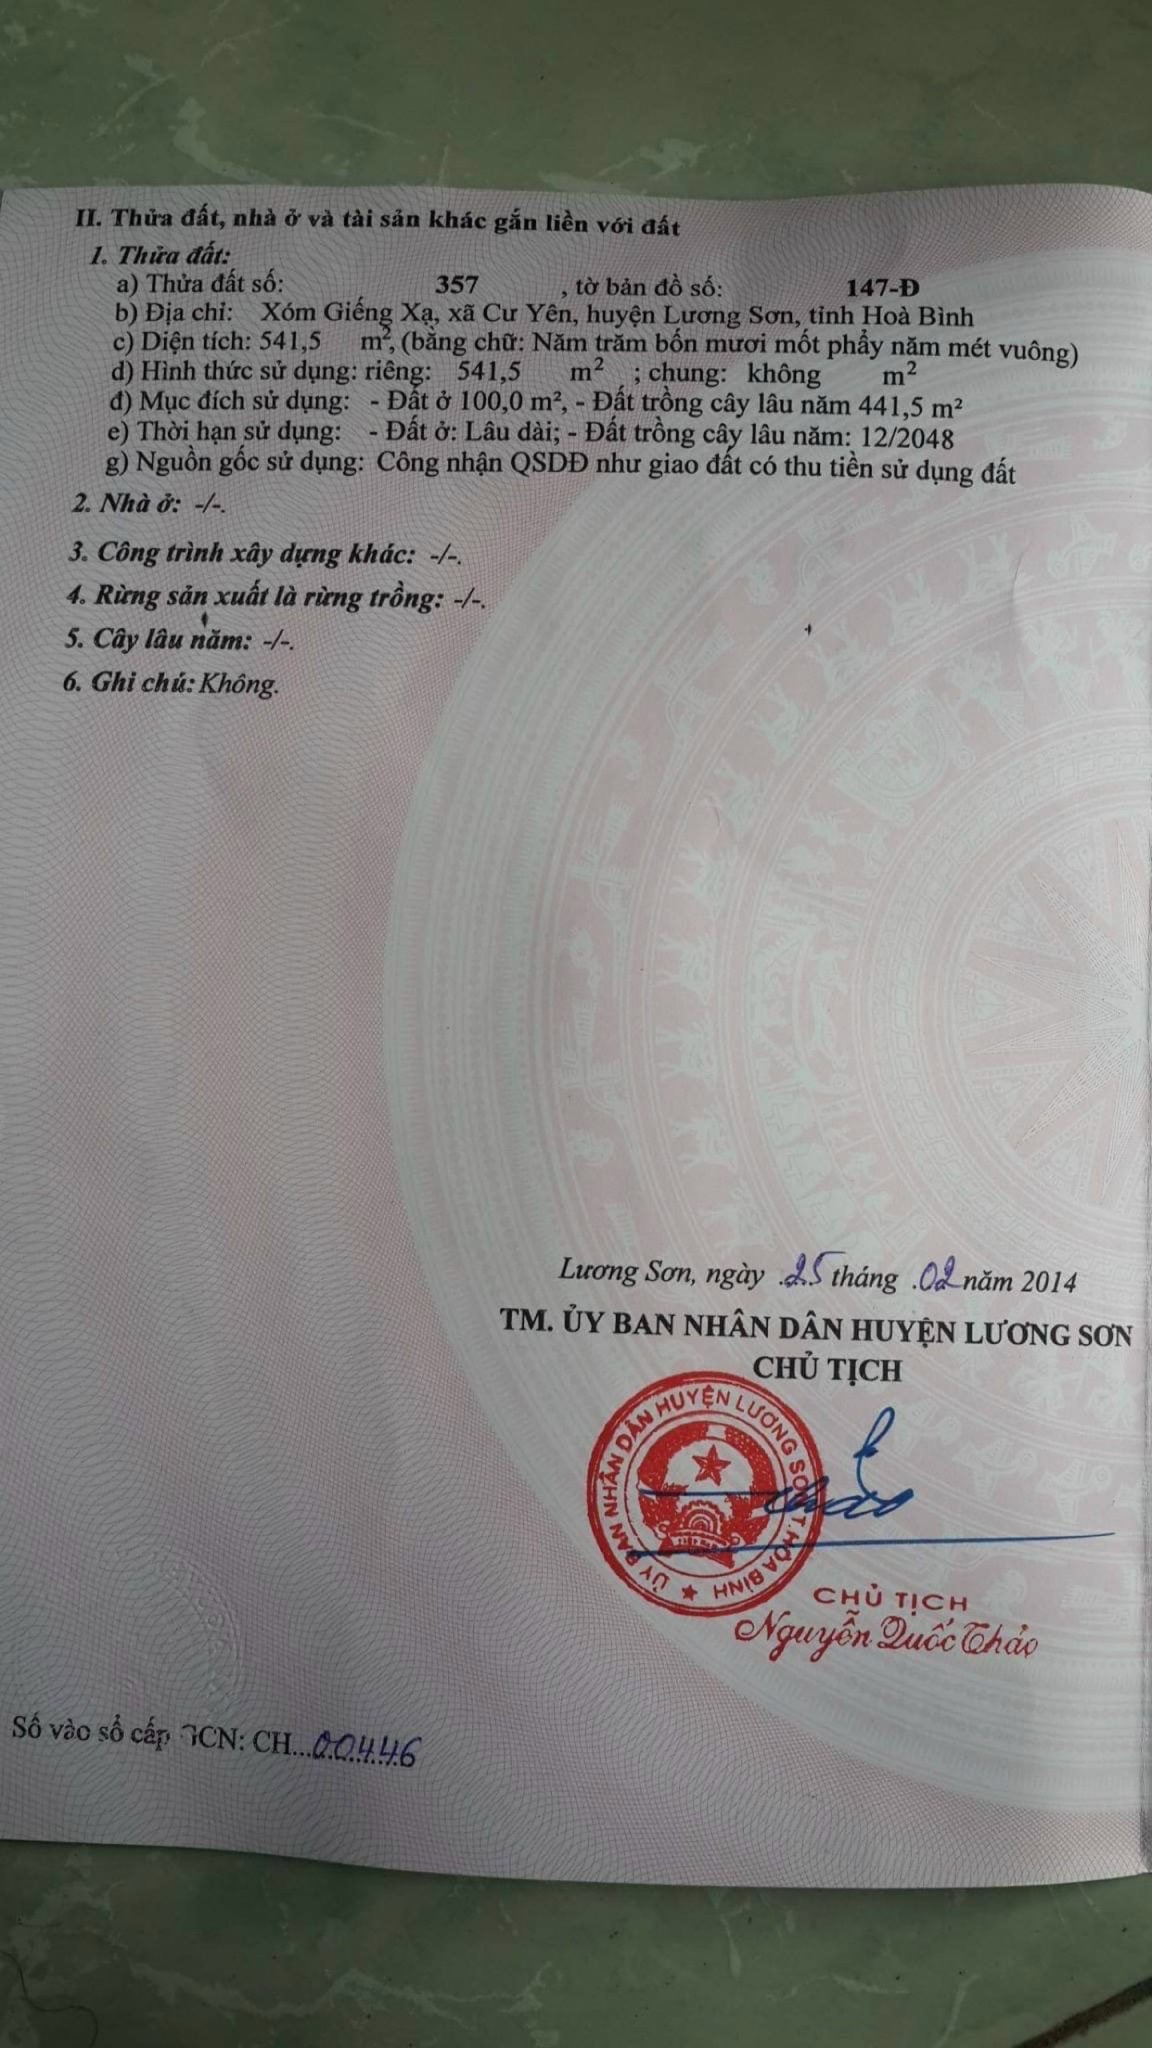 II. Thửa đất, nhà ở và tài sản khác gắn liền với đất
1. Thửa đất:
a) Thửa đất số: 357 , tờ bản đồ số: 147-Đ
b) Địa chỉ: Xóm Giếng Xạ, xã Cư Yên, huyện Lương Sơn, tỉnh Hoà Bình
c) Diện tích: 541,5 m², (bằng chữ: Năm trăm bốn mươi mốt phẩy năm mét vuông)
d) Hình thức sử dụng: riêng: 541,5 m² ; chung: không m²
đ) Mục đích sử dụng: - Đất ở 100,0 m², - Đất trồng cây lâu năm 441,5 m²
e) Thời hạn sử dụng: - Đất ở: Lâu dài; - Đất trồng cây lâu năm: 12/2048
g) Nguồn gốc sử dụng: Công nhận QSDĐ như giao đất có thu tiền sử dụng đất
2. Nhà ở: -/-.
3. Công trình xây dựng khác: -/-.
4. Rừng sản xuất là rừng trồng: -/-.
5. Cây lâu năm: -/-.
6. Ghi chú: Không.
Lương Sơn, ngày .25 tháng .02 năm 2014
TM. ỦY BAN NHÂN DÂN HUYỆN LƯƠNG SƠN
CHỦ TỊCH
ỦY BAN NHÂN DÂN HUYỆN LƯƠNG SƠN T. HÒA BÌNH
CHỦ TỊCH
Nguyễn Quốc Thảo
Số vào sổ cấp GCN: CH...00446